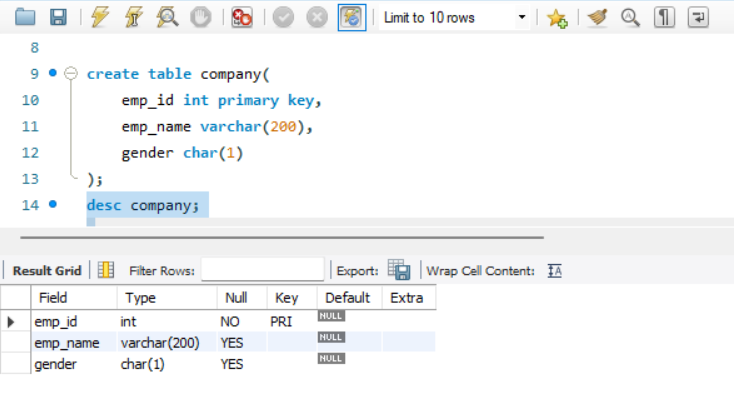 Limit to 10 rows
8
9 create table company(
10 emp_id int primary key,
11 emp_name varchar(200),
12 gender char(1)
13 );
14 desc company;
Result Grid Filter Rows: Export: Wrap Cell Content: IA
Field Type Null Key Default Extra
emp_id int NO PRI NULL
emp_name varchar(200) YES NULL
gender char(1) YES NULL